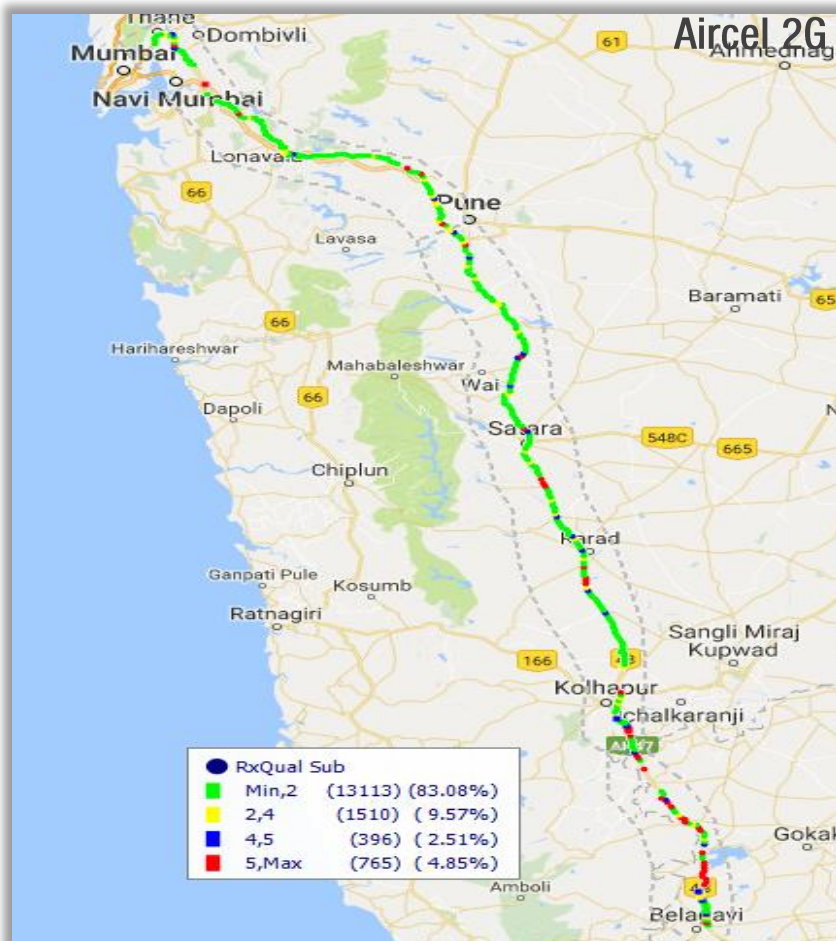 Aircel 2G
Thane
Dombivli
61
Mumbai
Navi Mumbai
Lonavala
66
Pune
Lavasa
Baramati
66
Harihareshwar
Mahabaleshwar
Wai
66
Dapoli
Satara
548C
665
Chiplun
Karad
Ganpati Pule
Kosumb
Ratnagiri
Sangli Miraj
Kupwad
166
48
Kolhapur
chalkaranji
RxQual Sub
Min,2 (13113) (83.08%)
2,4 (1510) ( 9.57%)
4,5 (396) ( 2.51%)
5,Max (765) ( 4.85%)
Gokak
Amboli
Belagavi